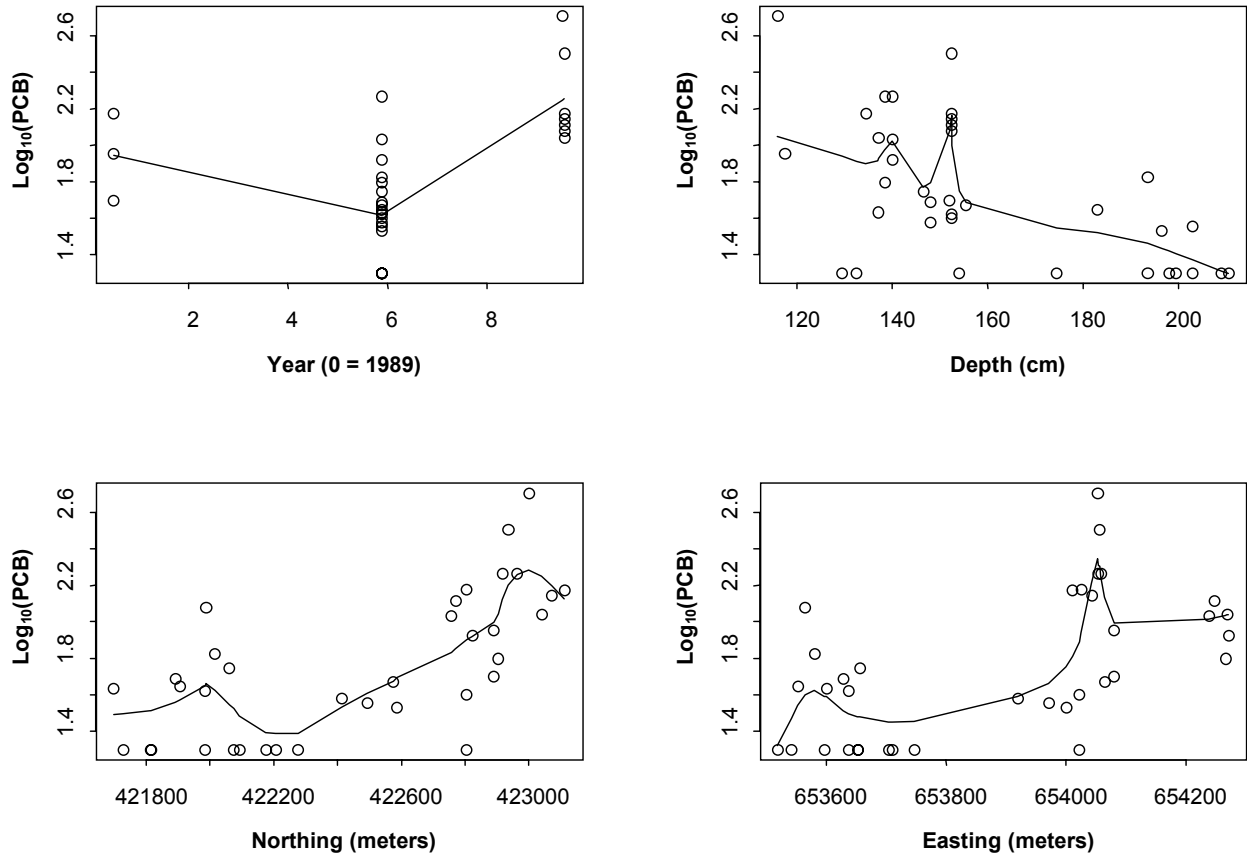 Log₁₀(PCB)
2.6
2.2
1.8
1.4
2 4 6 8
Year (0 = 1989)
Log₁₀(PCB)
2.6
2.2
1.8
1.4
120 140 160 180 200
Depth (cm)
Log₁₀(PCB)
2.6
2.2
1.8
1.4
421800 422200 422600 423000
Northing (meters)
Log₁₀(PCB)
2.6
2.2
1.8
1.4
653600 653800 654000 654200
Easting (meters)